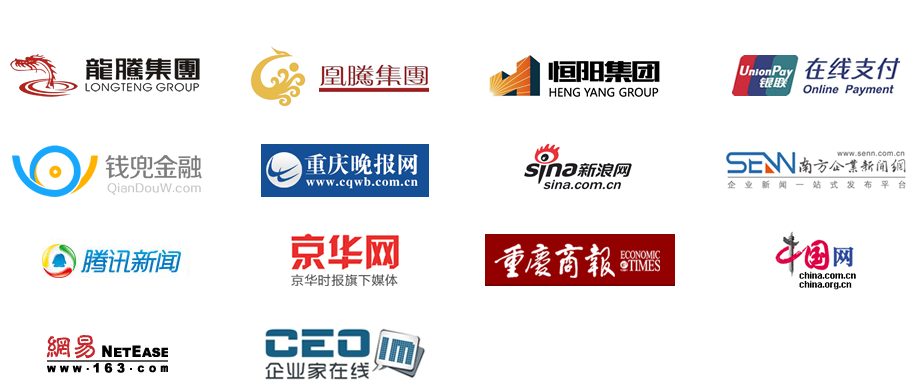 龍騰集團
LONGTENG GROUP
凰騰集團
恒阳集团
HENG YANG GROUP
UnionPay
银联
在线支付
Online Payment
钱兜金融
QianDouW.com
重庆晚报网
www.cqwb.com.cn
sina新浪网
sina.com.cn
www.senn.com.cn
SENN 南方企業新闻網
企业新闻一站式发布平台
腾讯新闻
京华网
京华时报旗下媒体
重慶商報
ECONOMIC
TIMES
中国网
china.com.cn
china.org.cn
網易 NETEASE
www.163.com
CEO im
企业家在线